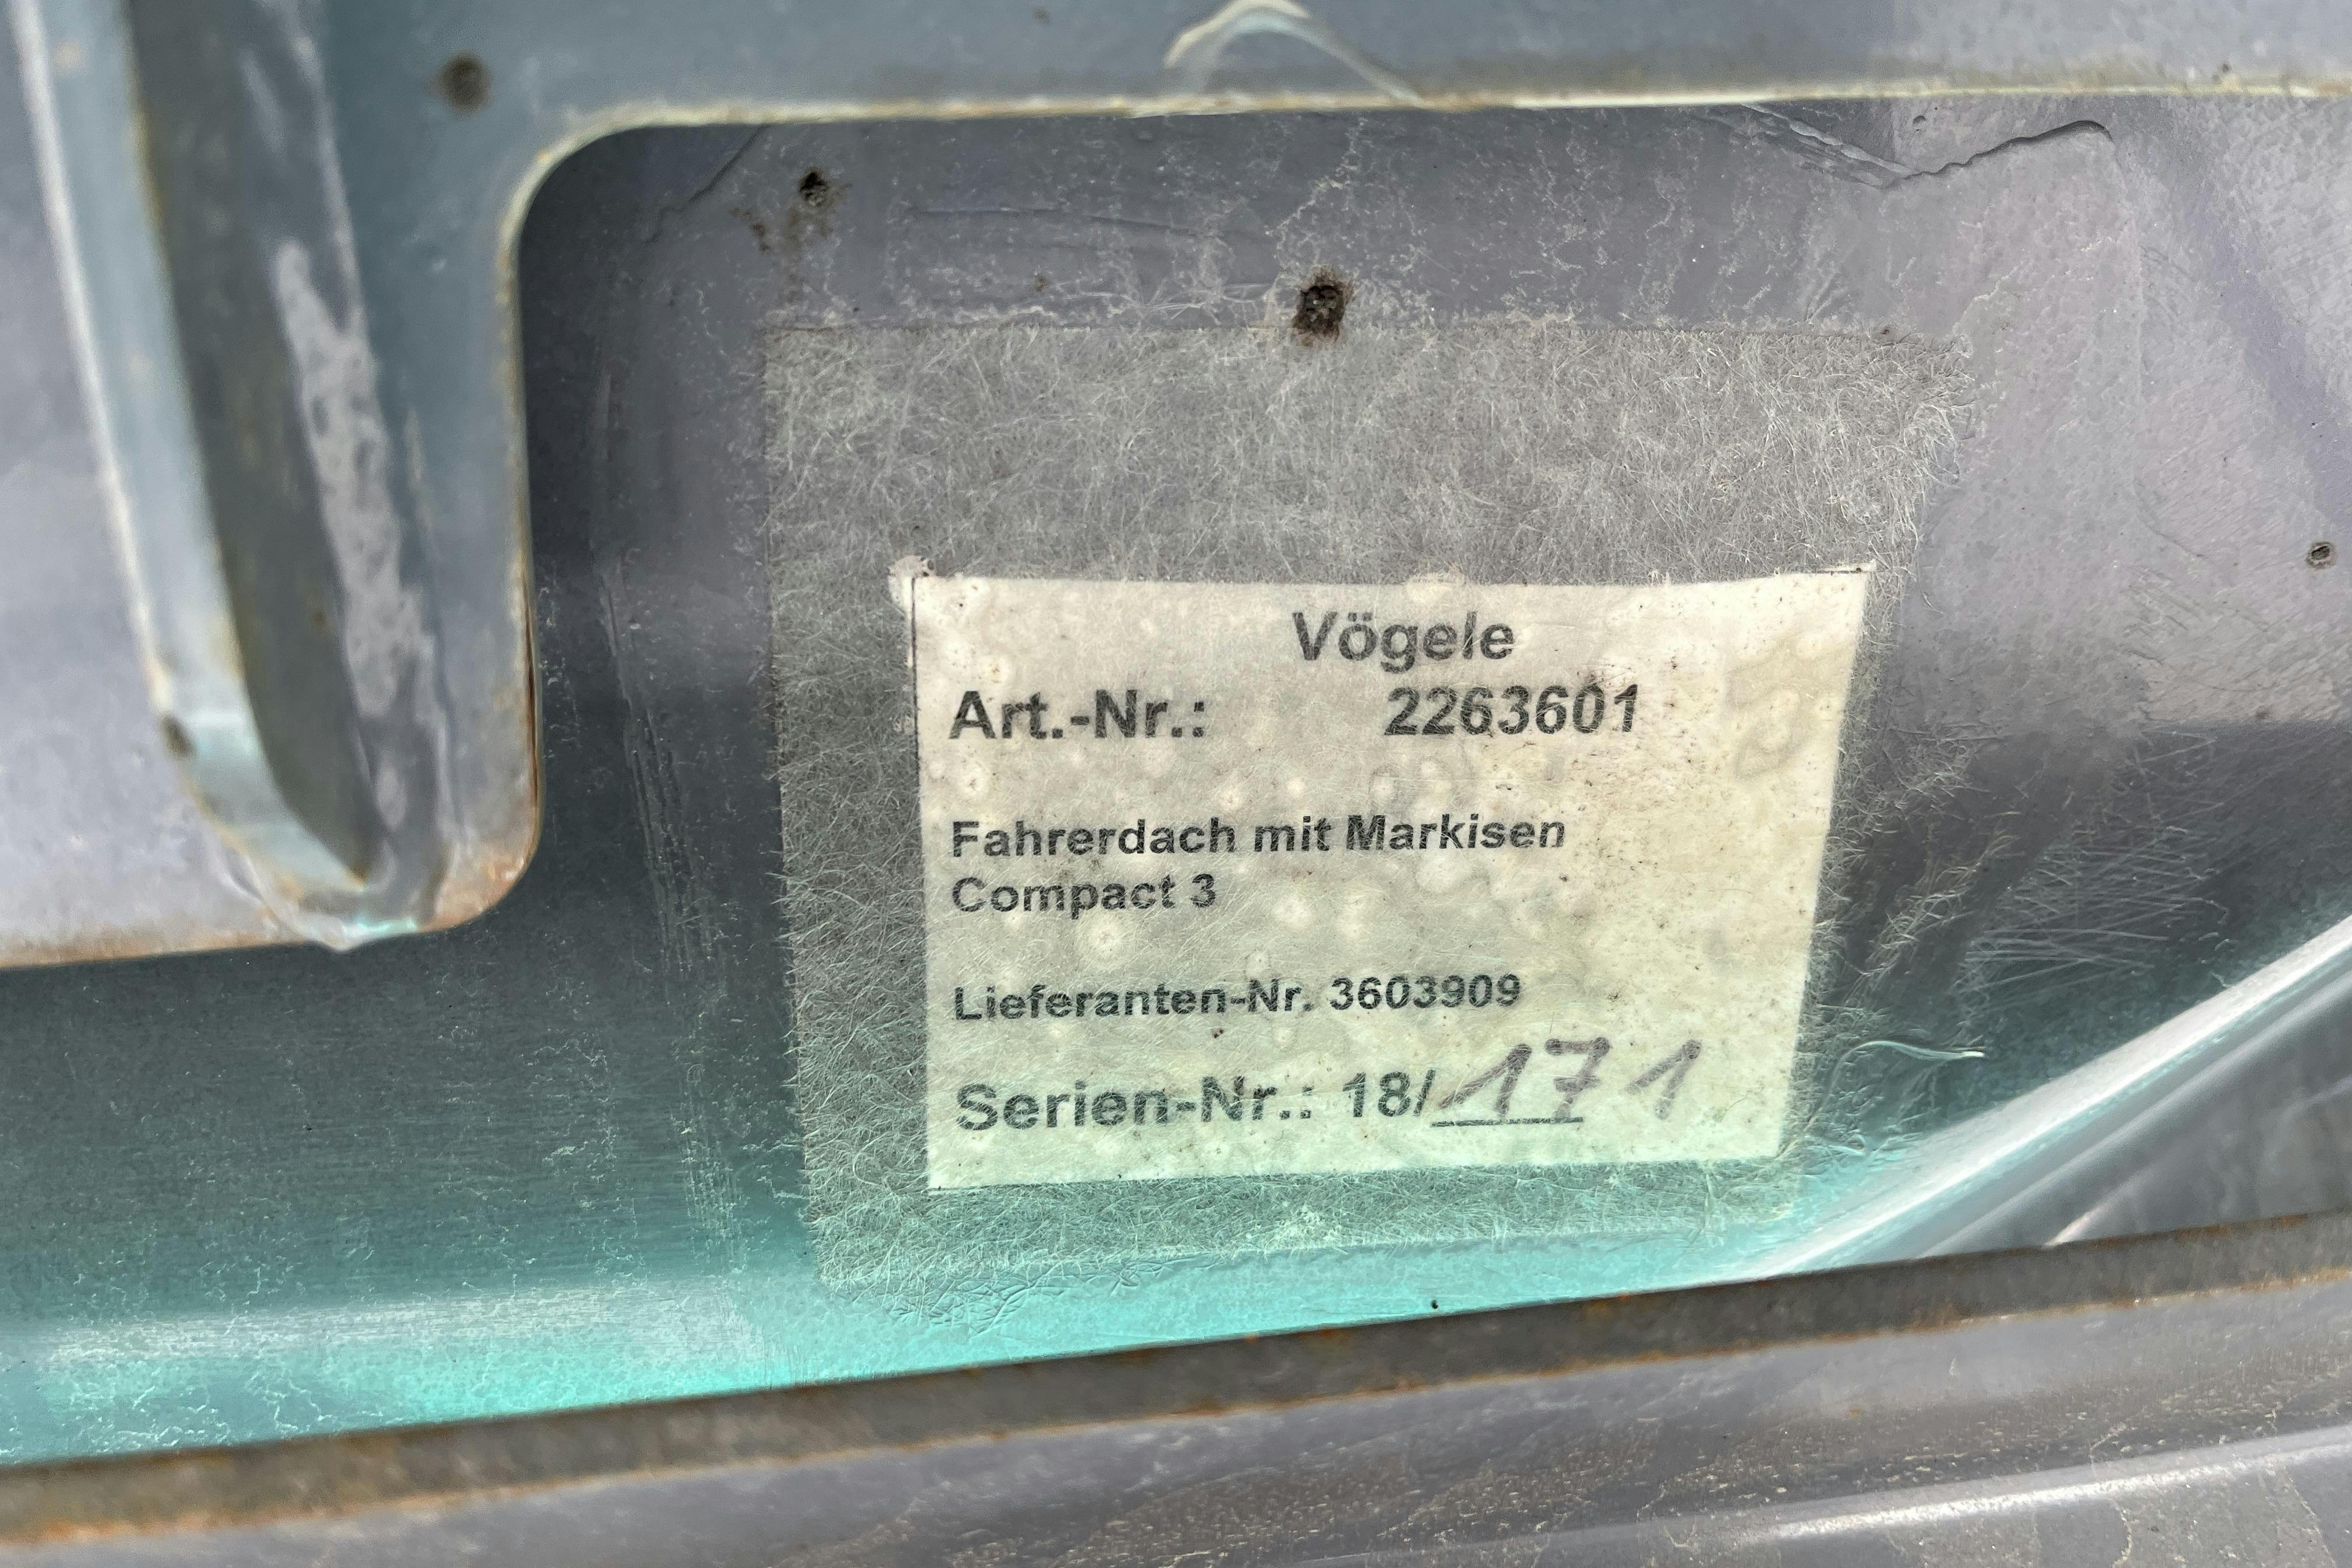 Vögele
Art.-Nr.: 2263601
Fahrerdach mit Markisen
Compact 3
Lieferanten-Nr. 3603909
Serien-Nr.: 18/171